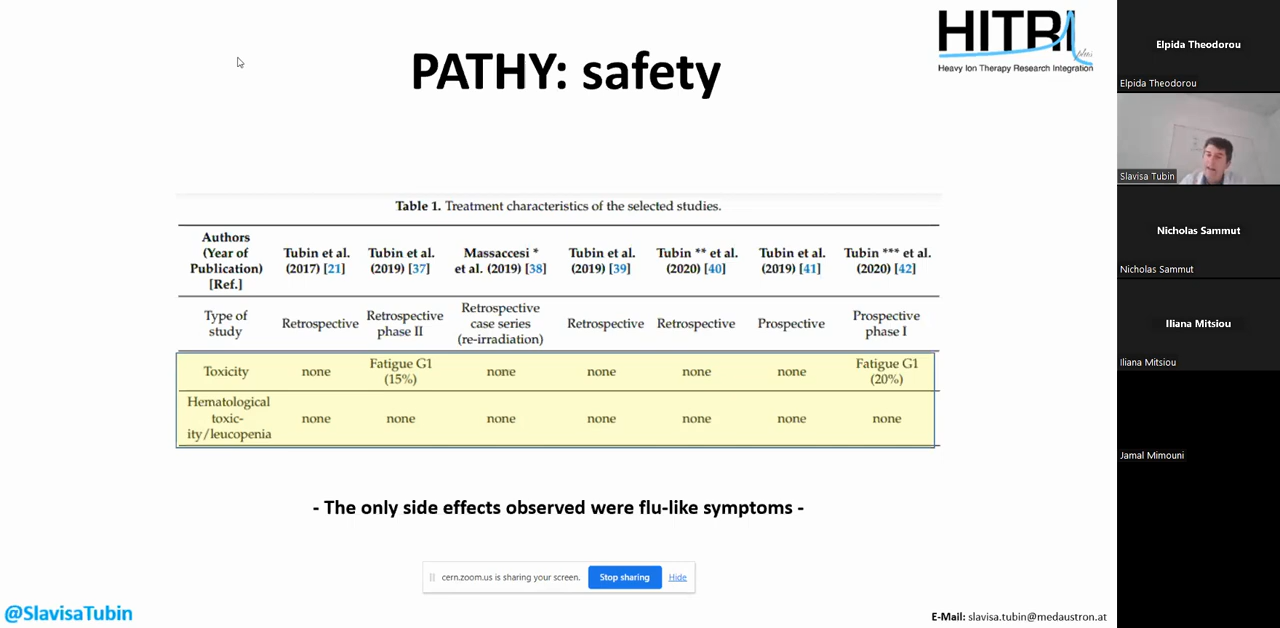 PATHY: safety
HITRI
plus
Heavy Ion Therapy Research Integration
Table 1. Treatment characteristics of the selected studies.
Authors
(Year of
Publication)
[Ref.]
Tubin et al.
(2017) [21]
Tubin et al.
(2019) [37]
Massaccesi *
et al. (2019) [38]
Tubin et al.
(2019) [39]
Tubin ** et al.
(2020) [40]
Tubin et al.
(2019) [41]
Tubin *** et al.
(2020) [42]
Type of
study
Retrospective
Retrospective
phase II
Retrospective
case series
(re-irradiation)
Retrospective
Retrospective
Prospective
Prospective
phase I
Toxicity
none
Fatigue G1
(15%)
none
none
none
none
Fatigue G1
(20%)
Hematological
toxic-
ity/leucopenia
none
none
none
none
none
none
none
- The only side effects observed were flu-like symptoms -
cern.zoom.us is sharing your screen.
Stop sharing
Hide
@SlavisaTubin
E-Mail: slavisa.tubin@medaustron.at
Elpida Theodorou
Elpida Theodorou
Slavisa Tubin
Nicholas Sammut
Nicholas Sammut
Iliana Mitsiou
Iliana Mitsiou
Jamal Mimouni